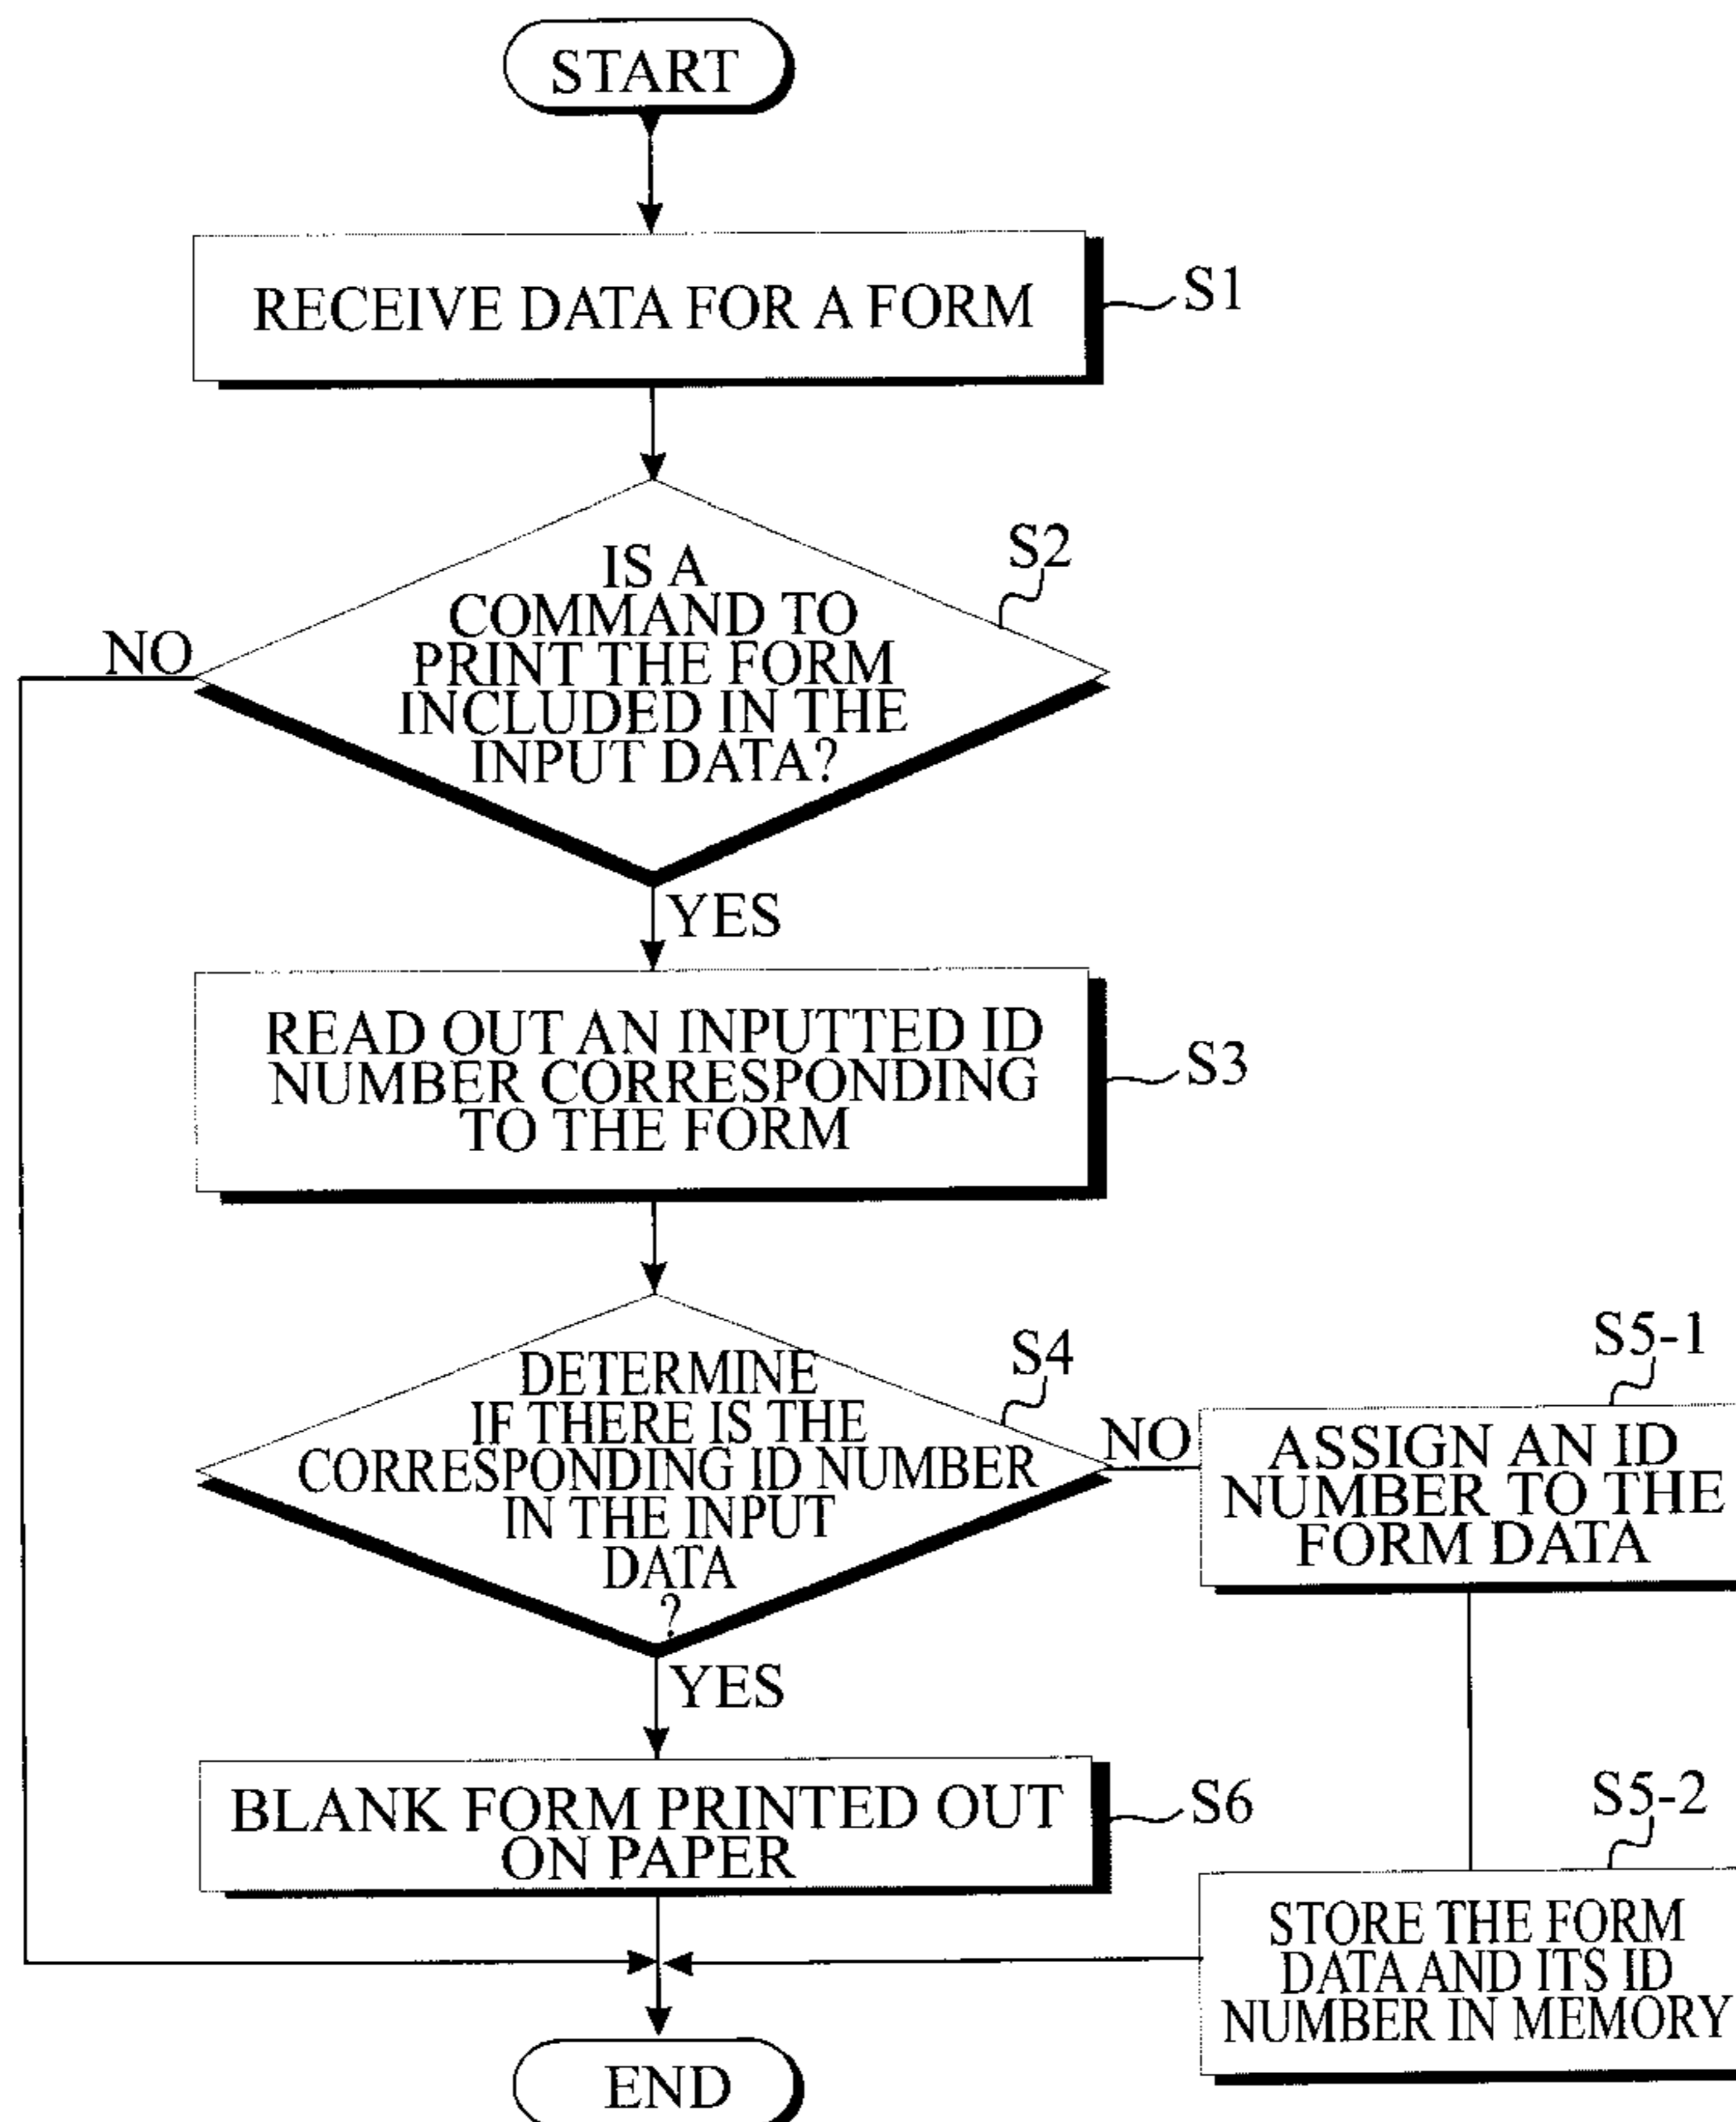 START
RECEIVE DATA FOR A FORM
S1
S2
IS A
COMMAND TO
PRINT THE FORM
INCLUDED IN THE
INPUT DATA?
NO
YES
READ OUT AN INPUTTED ID
NUMBER CORRESPONDING
TO THE FORM
S3
S4
DETERMINE
IF THERE IS THE
CORRESPONDING ID NUMBER
IN THE INPUT
DATA
?
NO
S5-1
ASSIGN AN ID
NUMBER TO THE
FORM DATA
YES
BLANK FORM PRINTED OUT
ON PAPER
S6
S5-2
STORE THE FORM
DATA AND ITS ID
NUMBER IN MEMORY
END